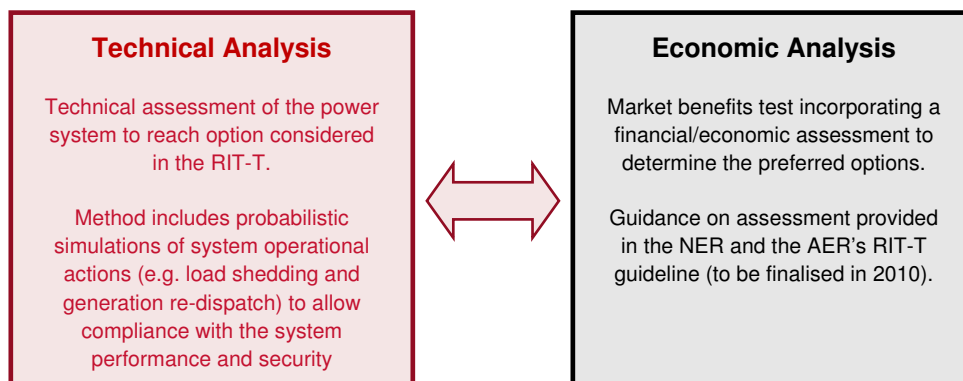 Technical Analysis
Technical assessment of the power
system to reach option considered
in the RIT-T.
Method includes probabilistic
simulations of system operational
actions (e.g. load shedding and
generation re-dispatch) to allow
compliance with the system
performance and security
Economic Analysis
Market benefits test incorporating a
financial/economic assessment to
determine the preferred options.
Guidance on assessment provided
in the NER and the AER's RIT-T
guideline (to be finalised in 2010).